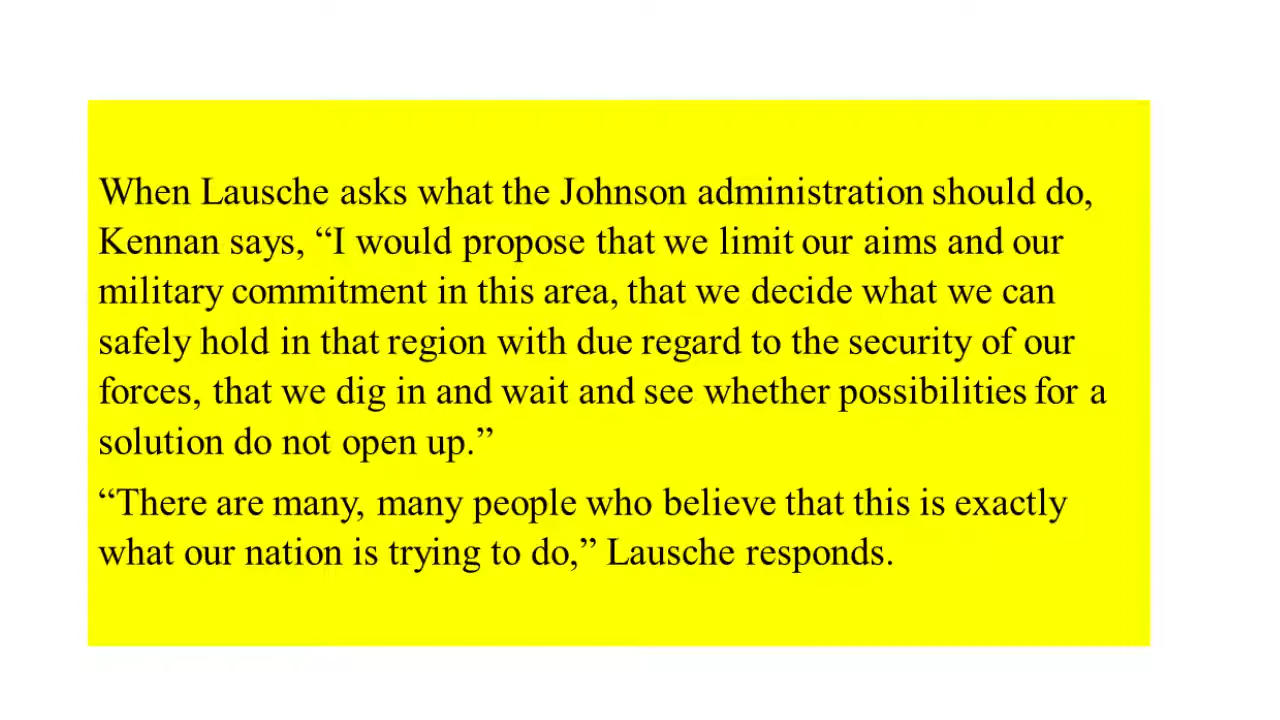 When Lausche asks what the Johnson administration should do,
Kennan says, “I would propose that we limit our aims and our
military commitment in this area, that we decide what we can
safely hold in that region with due regard to the security of our
forces, that we dig in and wait and see whether possibilities for a
solution do not open up.”
“There are many, many people who believe that this is exactly
what our nation is trying to do,” Lausche responds.